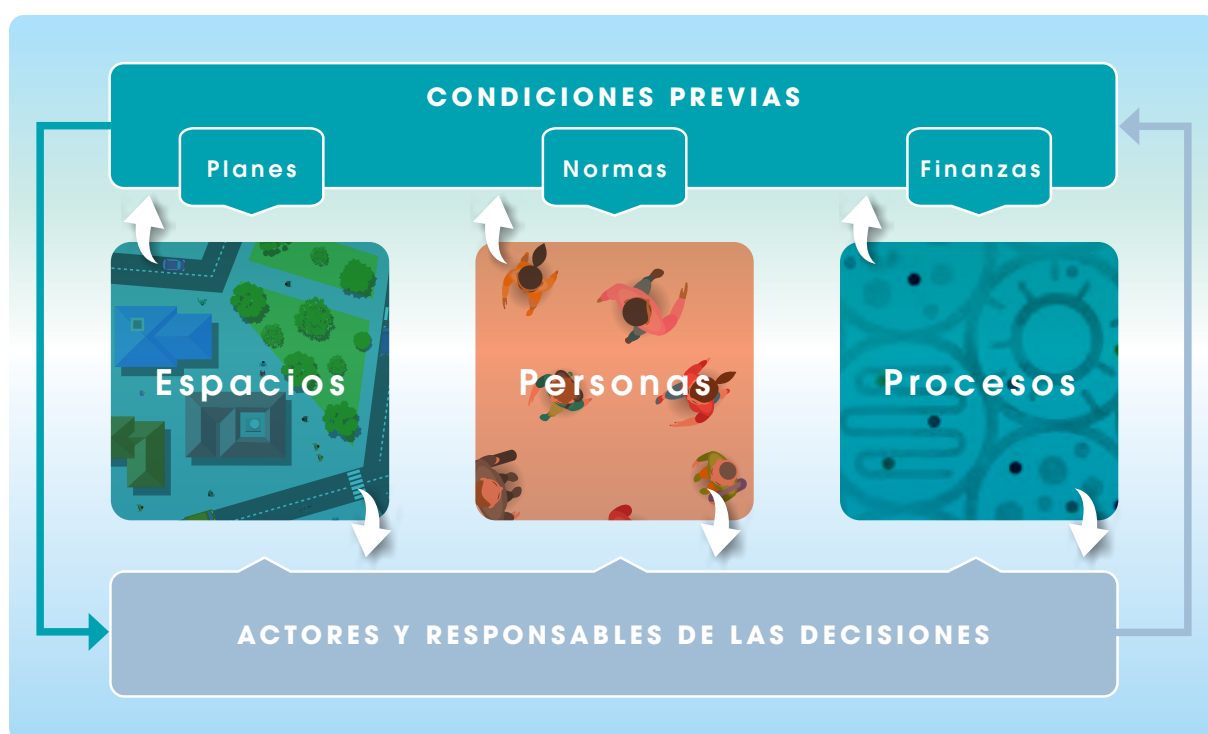 CONDICIONES PREVIAS
Planes
Normas
Finanzas
Espacios
Personas
Procesos
ACTORES Y RESPONSABLES DE LAS DECISIONES